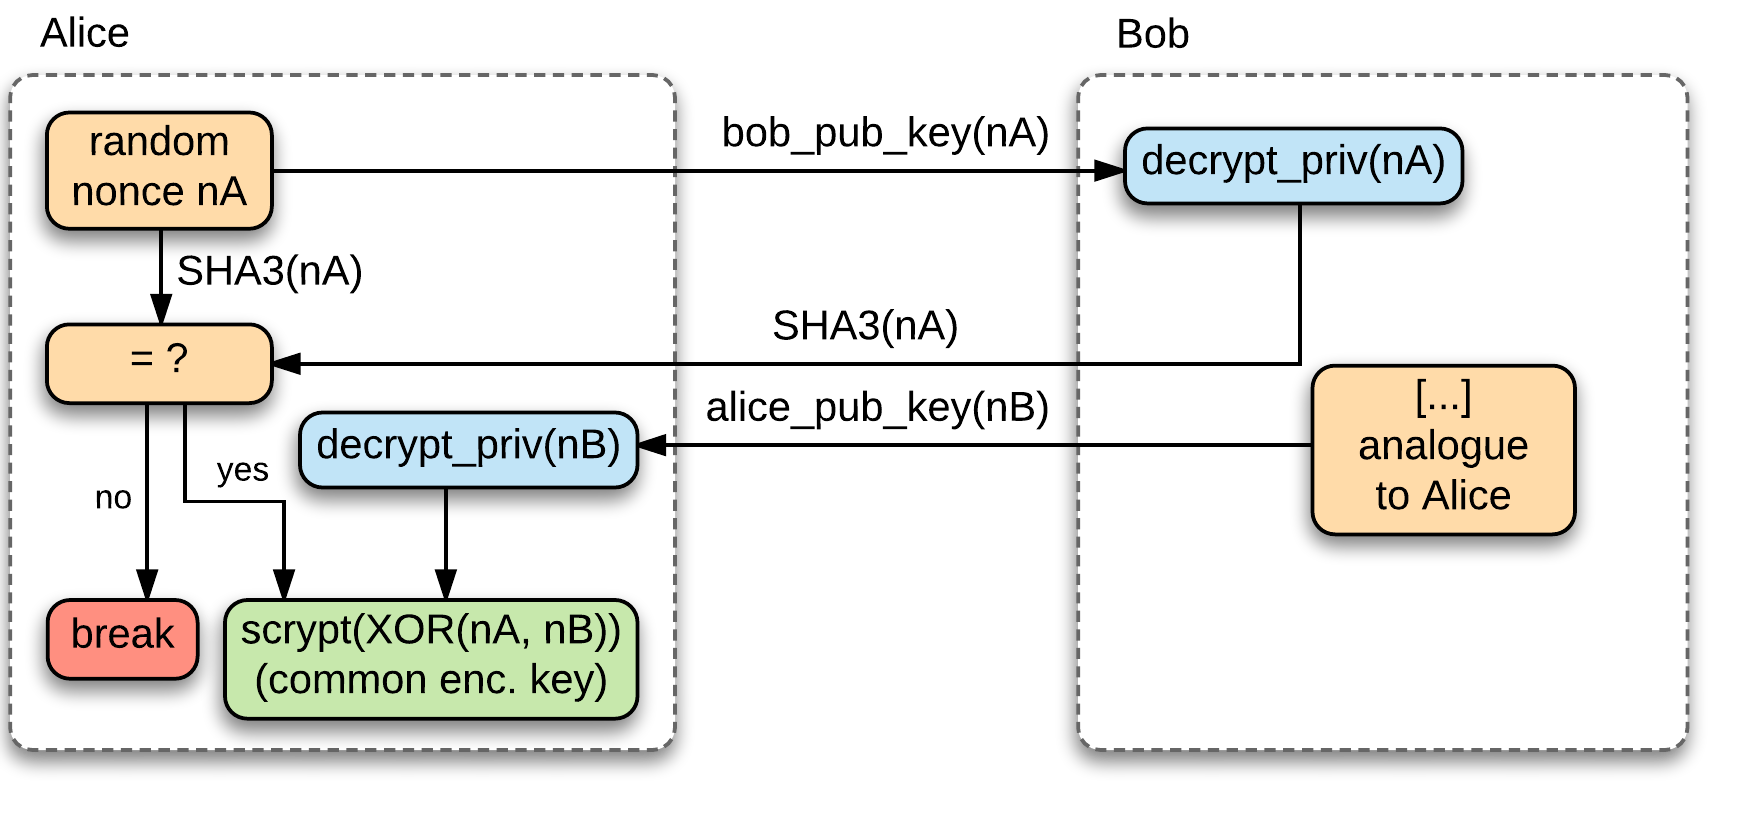 Alice
Bob
random
nonce nA
bob_pub_key(nA)
decrypt_priv(nA)
SHA3(nA)
= ?
SHA3(nA)
alice_pub_key(nB)
[...]
analogue
to Alice
decrypt_priv(nB)
yes
no
break
scrypt(XOR(nA, nB))
(common enc. key)